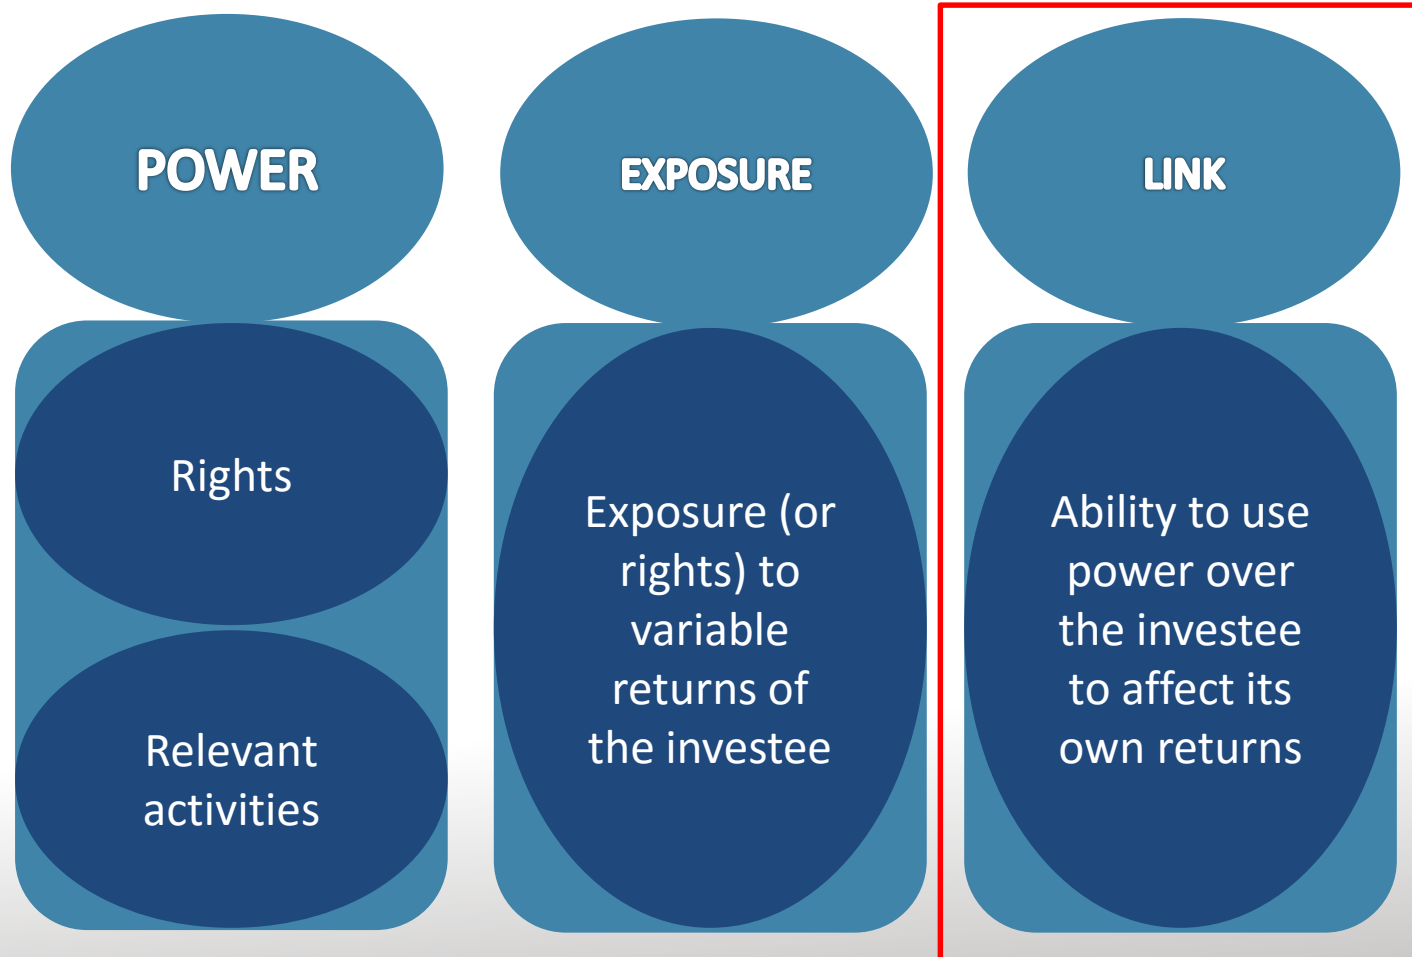 POWER
EXPOSURE
LINK
Rights
Relevant
activities
Exposure (or
rights) to
variable
returns of
the investee
Ability to use
power over
the investee
to affect its
own returns